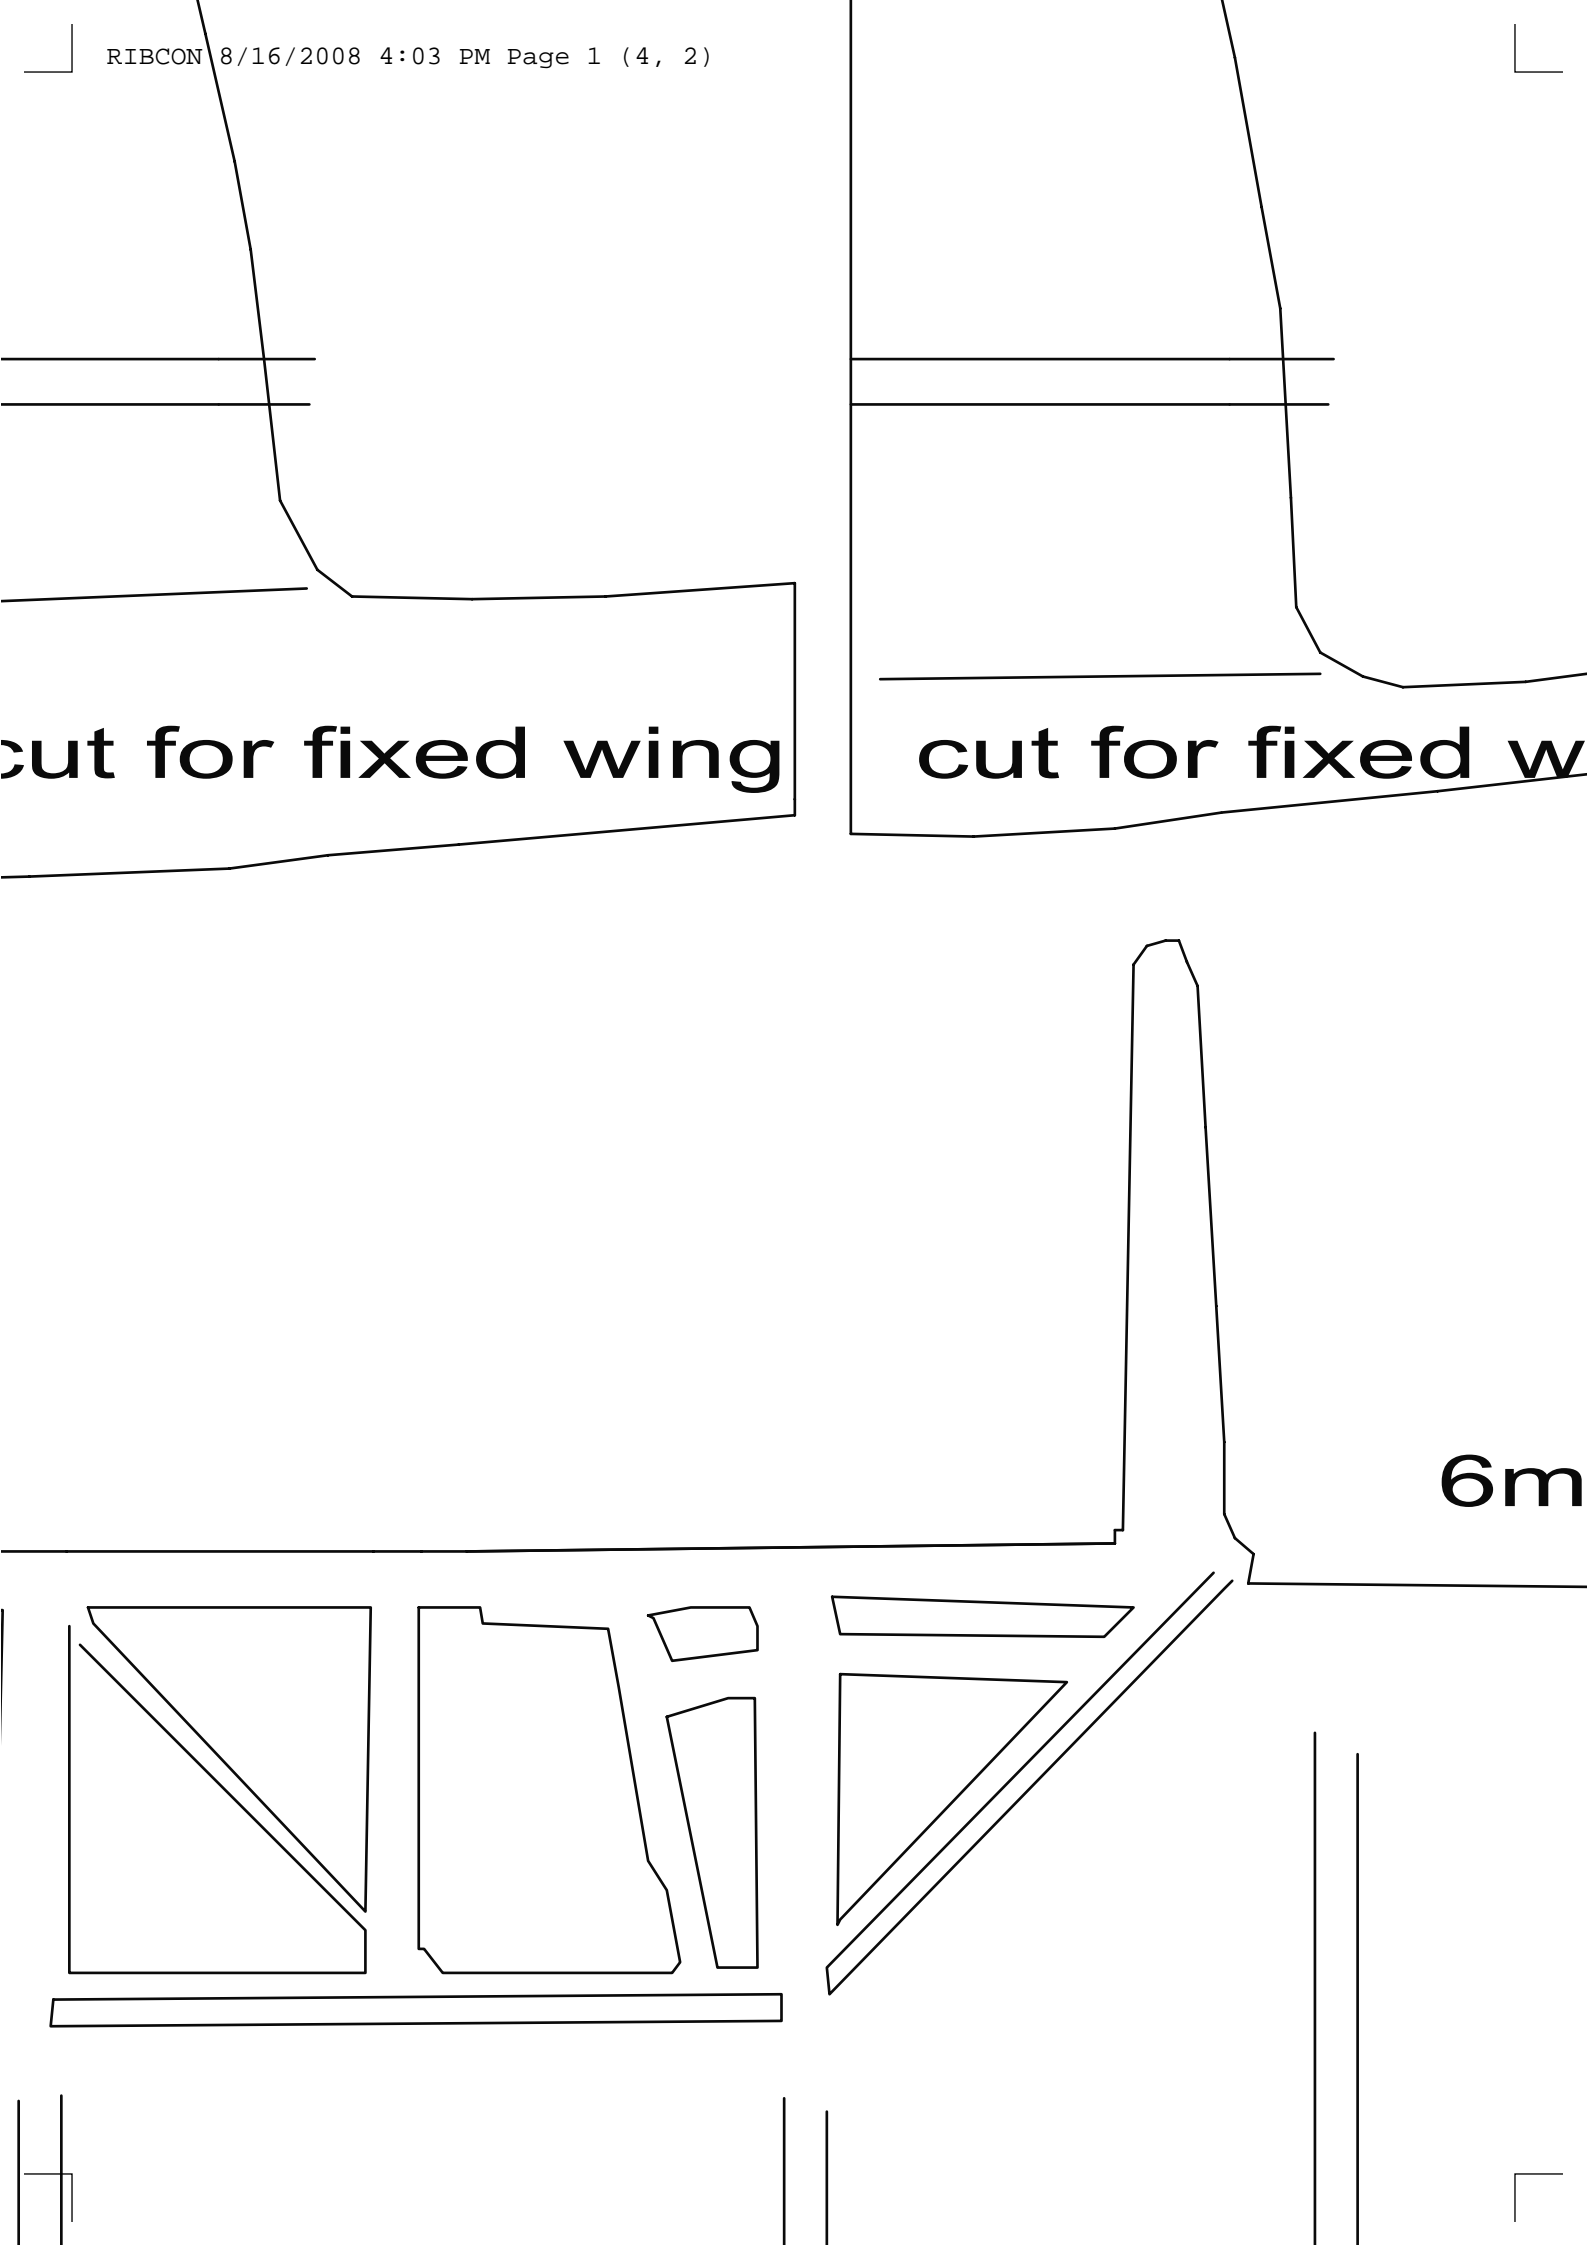 RIBCON 8/16/2008 4:03 PM Page 1 (4, 2)
cut for fixed wing
cut for fixed w
6m